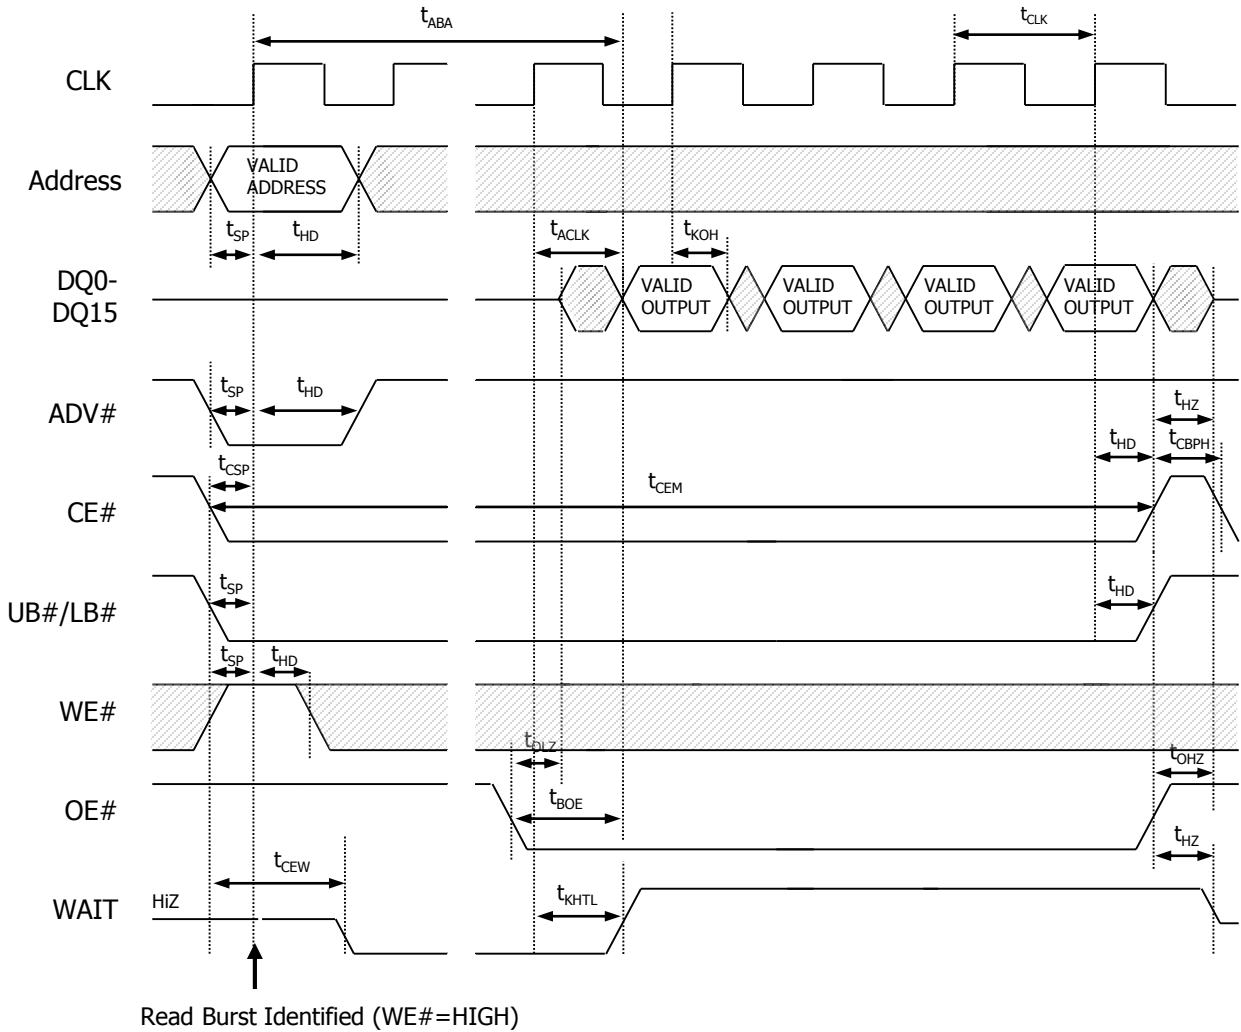 tABA
tCLK
CLK
Address
VALID
ADDRESS
tSP
tHD
tACLK
tKOH
DQ0-
DQ15
VALID
OUTPUT
VALID
OUTPUT
VALID
OUTPUT
VALID
OUTPUT
ADV#
tSP
tHD
tHZ
tHD
tCBPH
CE#
tCSP
tCEM
UB#/LB#
tSP
tHD
WE#
tSP
tHD
tOLZ
tOHZ
OE#
tBOE
tHZ
WAIT
HiZ
tCEW
tKHTL
Read Burst Identified (WE#=HIGH)